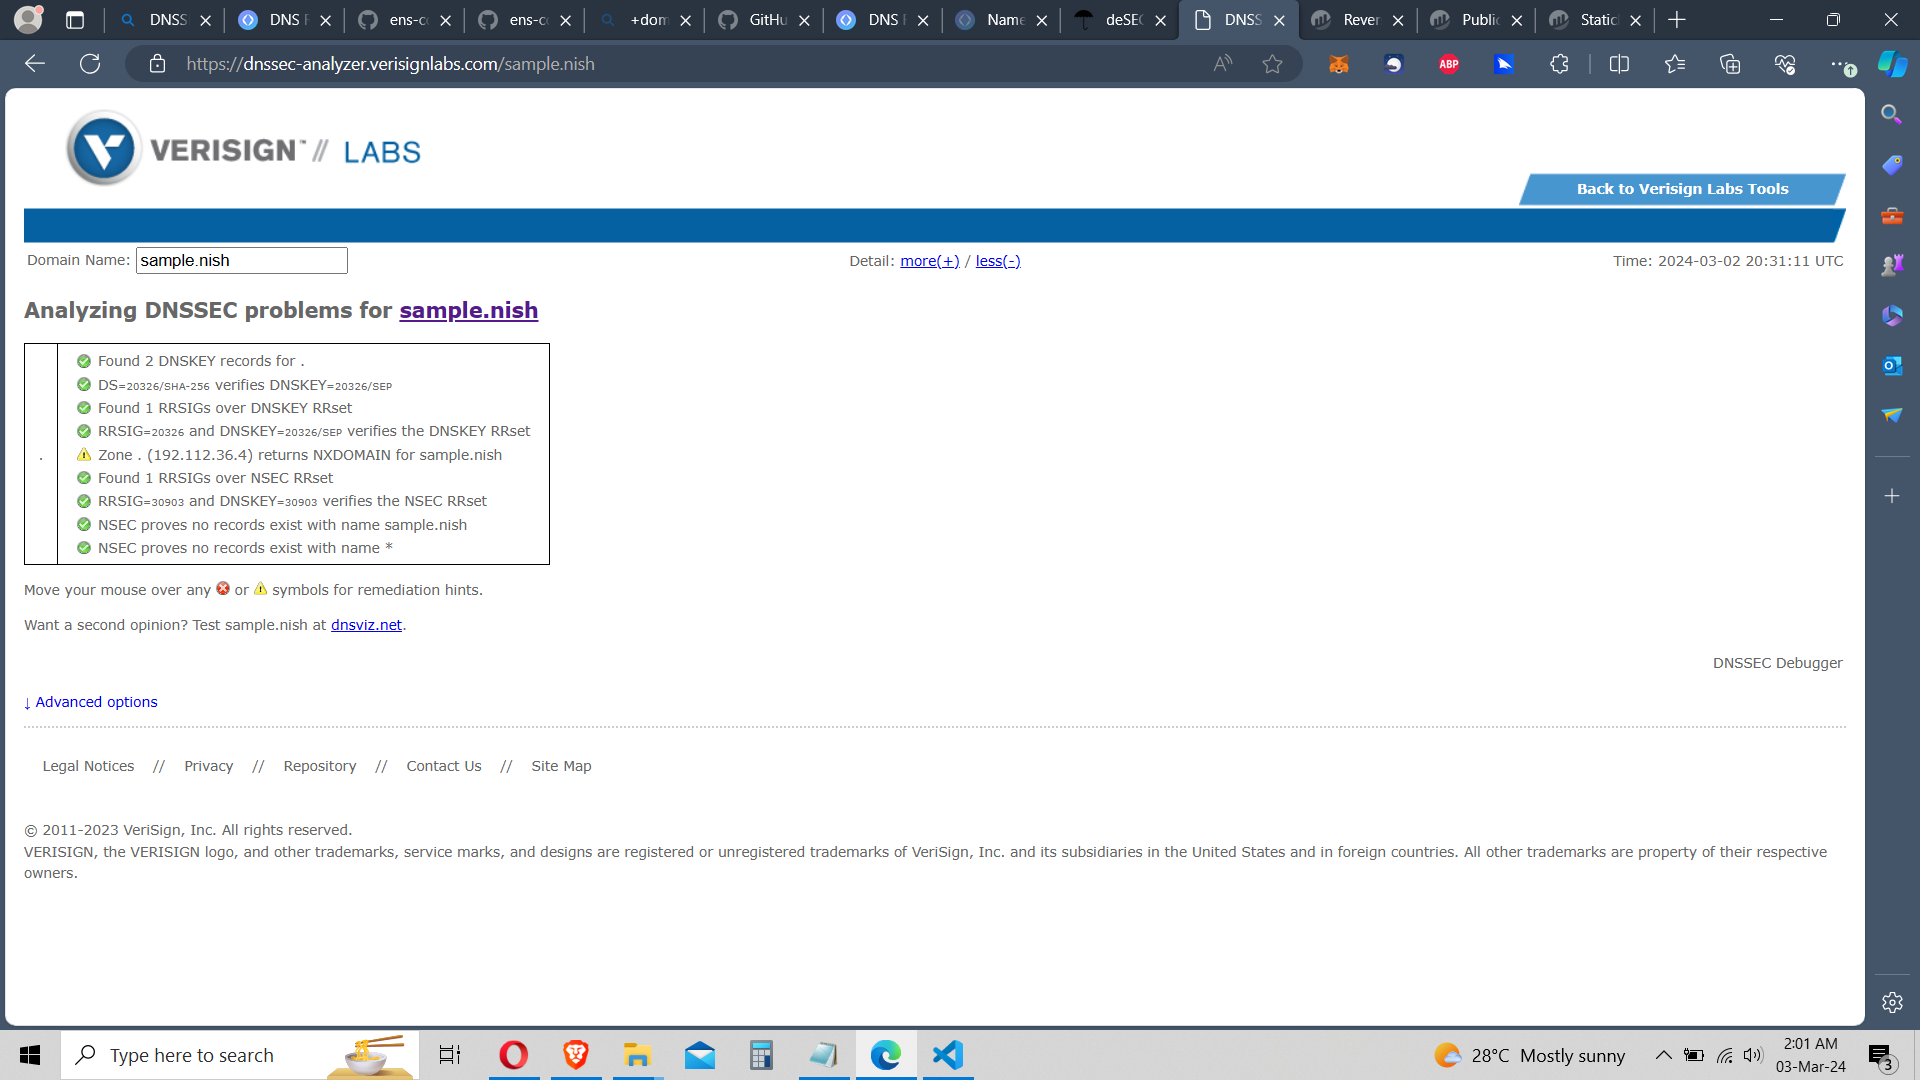 DNSS
DNS
ens-c
ens-c
+dom
GitHu
DNS
Name
deSEC
DNSS
Rever
Public
Static
https://dnssec-analyzer.verisignlabs.com/sample.nish
ABP
VERISIGN™ // LABS
Back to Verisign Labs Tools
Domain Name: sample.nish
Detail: more(+) / less(-)
Time: 2024-03-02 20:31:11 UTC
Analyzing DNSSEC problems for sample.nish
.
Found 2 DNSKEY records for .
DS=20326/SHA-256 verifies DNSKEY=20326/SEP
Found 1 RRSIGs over DNSKEY RRset
RRSIG=20326 and DNSKEY=20326/SEP verifies the DNSKEY RRset
Zone . (192.112.36.4) returns NXDOMAIN for sample.nish
Found 1 RRSIGs over NSEC RRset
RRSIG=30903 and DNSKEY=30903 verifies the NSEC RRset
NSEC proves no records exist with name sample.nish
NSEC proves no records exist with name *
Move your mouse over any or symbols for remediation hints.
Want a second opinion? Test sample.nish at dnsviz.net.
DNSSEC Debugger
↓ Advanced options
Legal Notices // Privacy // Repository // Contact Us // Site Map
© 2011-2023 VeriSign, Inc. All rights reserved.
VERISIGN, the VERISIGN logo, and other trademarks, service marks, and designs are registered or unregistered trademarks of VeriSign, Inc. and its subsidiaries in the United States and in foreign countries. All other trademarks are property of their respective
owners.
Type here to search
28°C Mostly sunny
2:01 AM
03-Mar-24
3